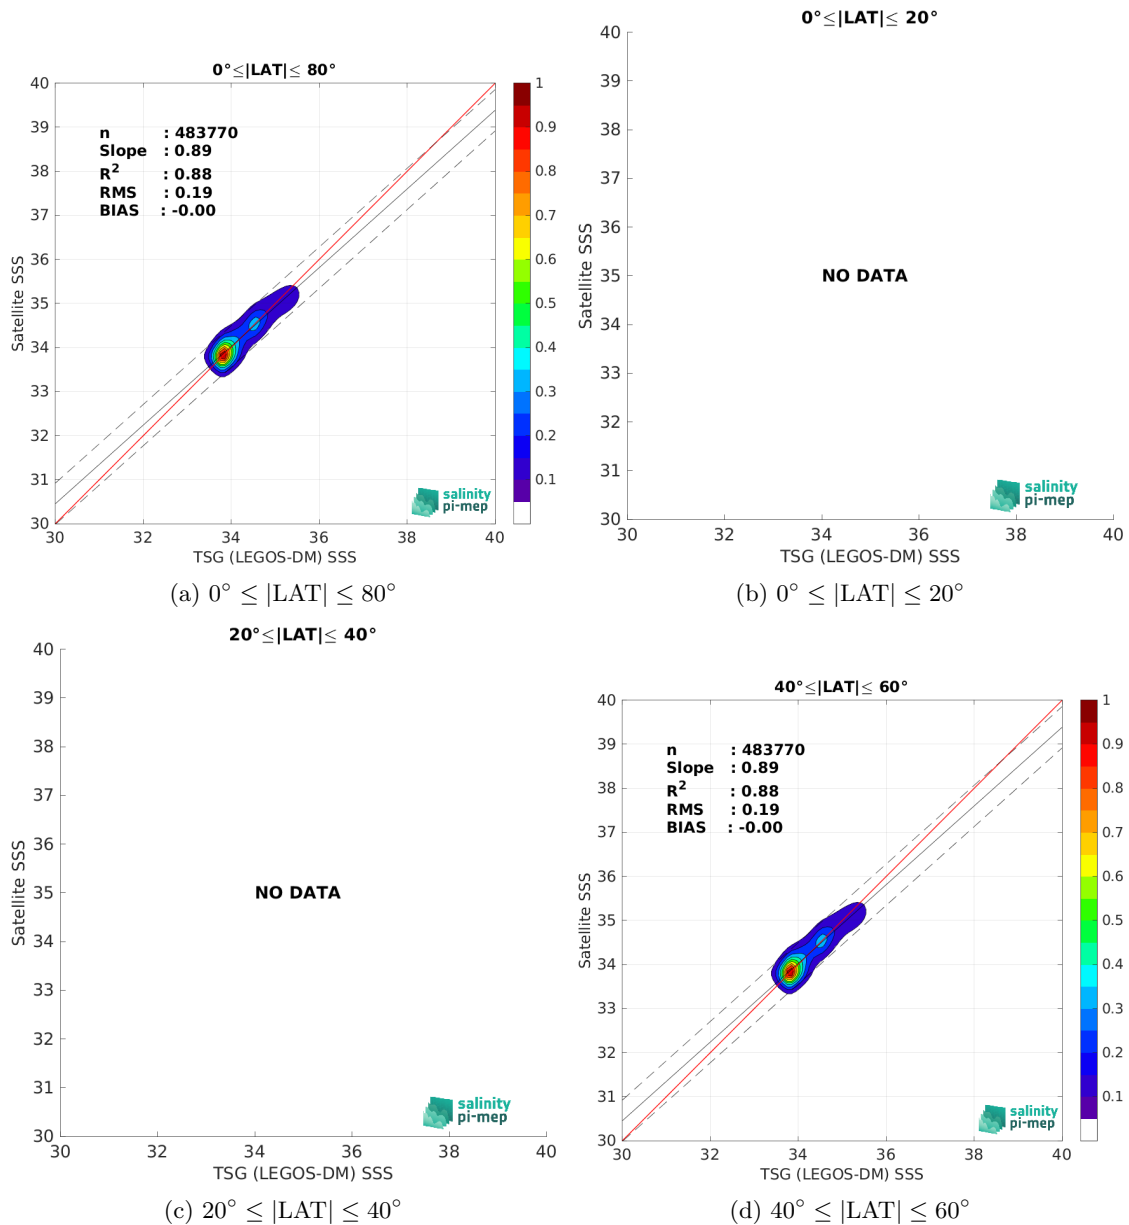 0°≤|LAT|≤ 80°
40
39
38
37
36
35
34
33
32
31
30
Satellite SSS
n : 483770
Slope : 0.89
R² : 0.88
RMS : 0.19
BIAS : -0.00
1
0.9
0.8
0.7
0.6
0.5
0.4
0.3
0.2
0.1
salinity
pi-mep
30 32 34 36 38 40
TSG (LEGOS-DM) SSS
(a) 0° ≤ |LAT| ≤ 80°
0°≤|LAT|≤ 20°
40
39
38
37
36
35
34
33
32
31
30
Satellite SSS
NO DATA
salinity
pi-mep
30 32 34 36 38 40
TSG (LEGOS-DM) SSS
(b) 0° ≤ |LAT| ≤ 20°
20°≤|LAT|≤ 40°
40
39
38
37
36
35
34
33
32
31
30
Satellite SSS
NO DATA
salinity
pi-mep
30 32 34 36 38 40
TSG (LEGOS-DM) SSS
(c) 20° ≤ |LAT| ≤ 40°
40°≤|LAT|≤ 60°
40
39
38
37
36
35
34
33
32
31
30
Satellite SSS
n : 483770
Slope : 0.89
R² : 0.88
RMS : 0.19
BIAS : -0.00
1
0.9
0.8
0.7
0.6
0.5
0.4
0.3
0.2
0.1
salinity
pi-mep
30 32 34 36 38 40
TSG (LEGOS-DM) SSS
(d) 40° ≤ |LAT| ≤ 60°